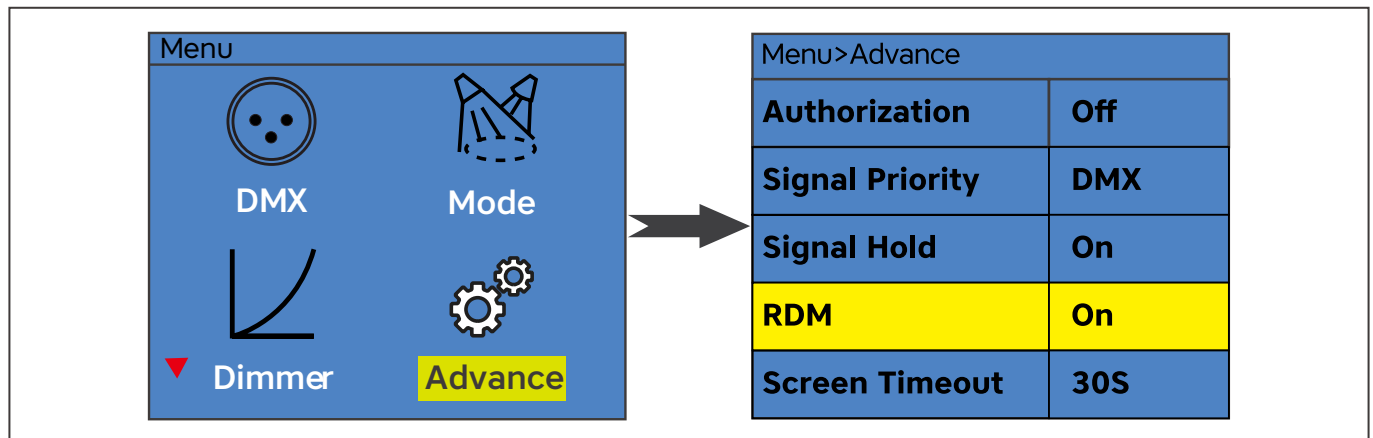 Menu
DMX Mode
Dimmer Advance
Menu>Advance
Authorization Off
Signal Priority DMX
Signal Hold On
RDM On
Screen Timeout 30S